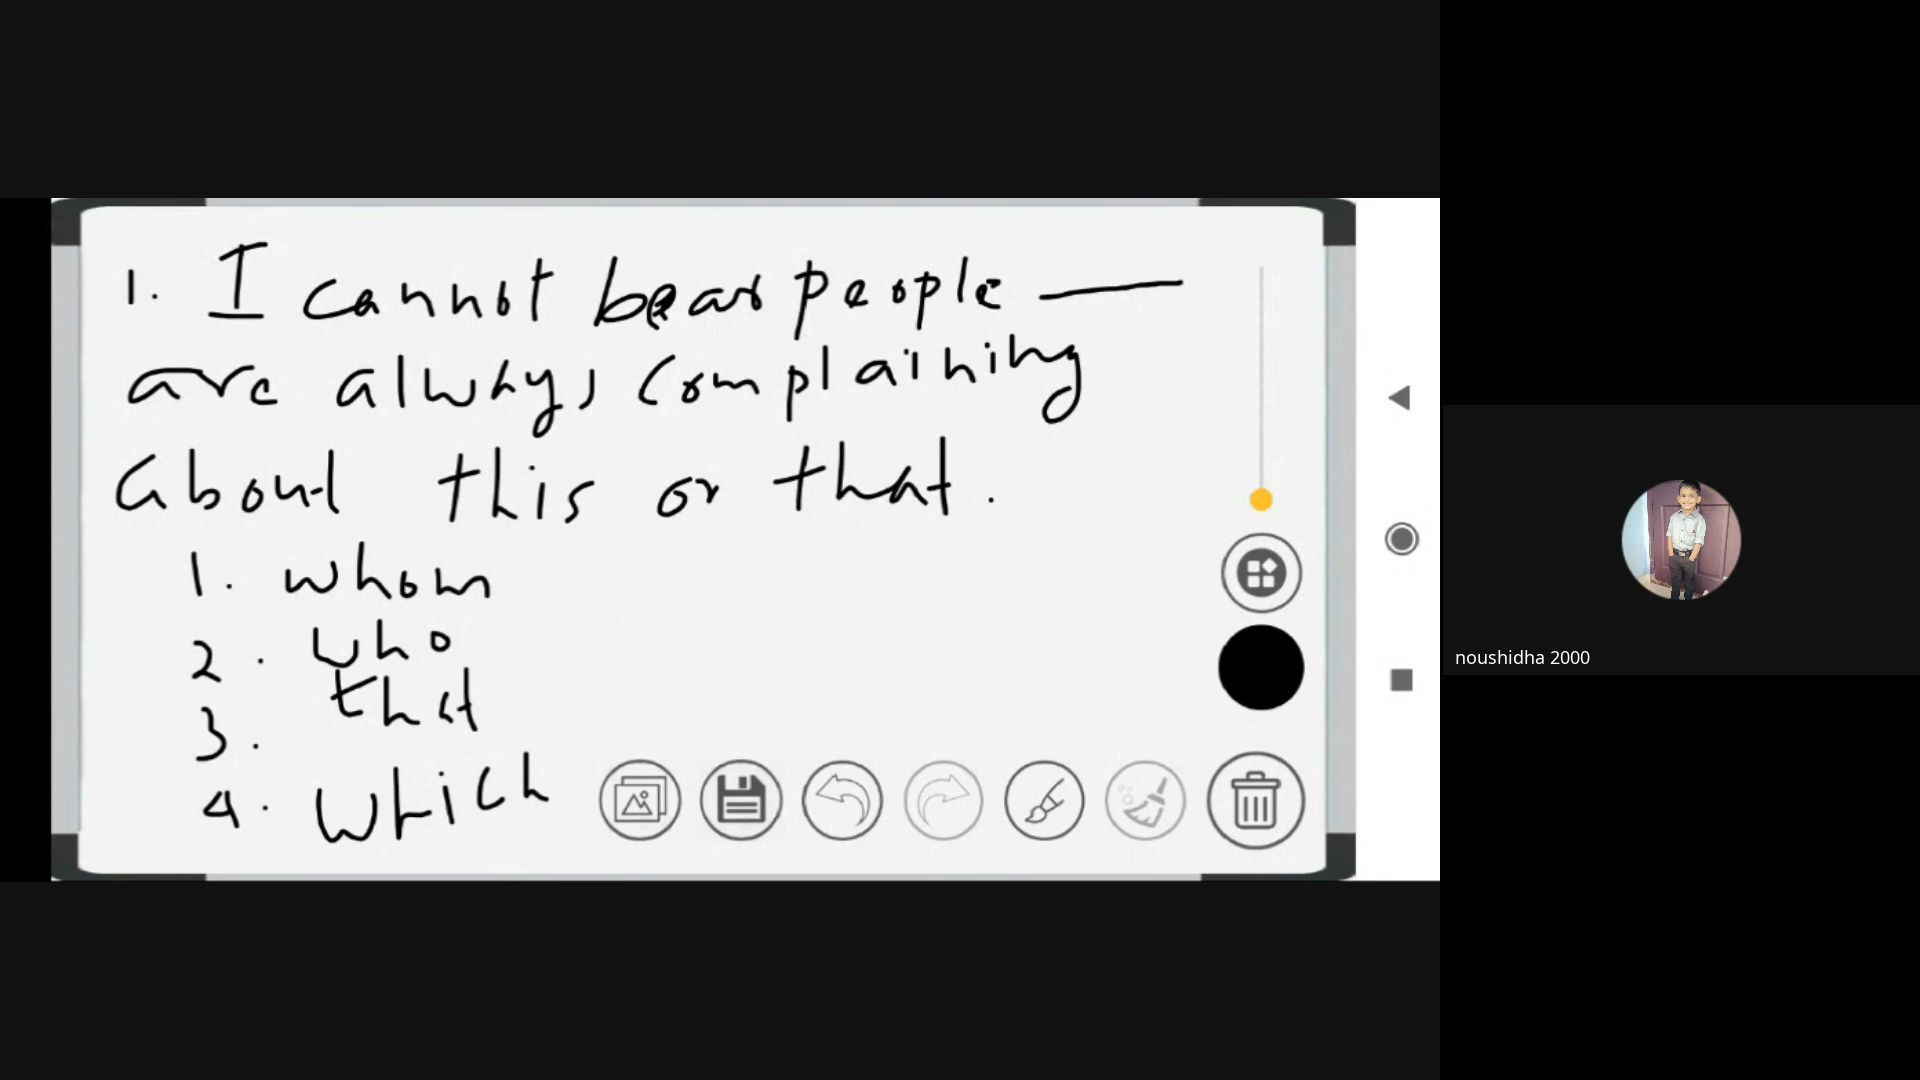 1. I cannot bear people ____
are always complaining
about this or that.
1. whom
2. who
3. that
4. which
noushidha 2000